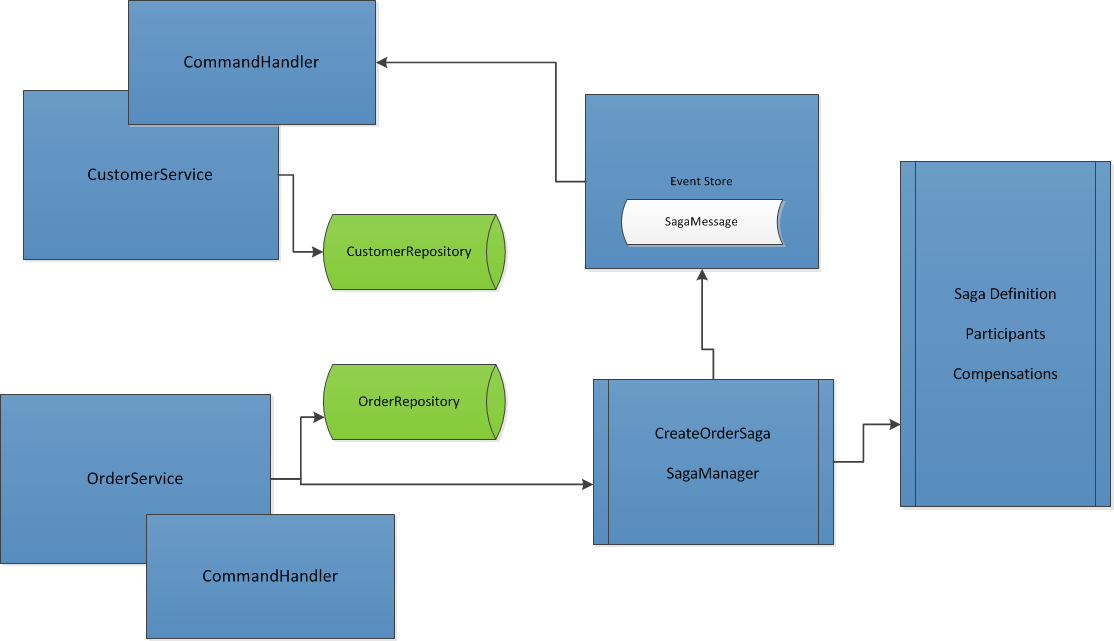 CommandHandler
CustomerService
Event Store
SagaMessage
CustomerRepository
Saga Definition
Participants
Compensations
OrderRepository
CreateOrderSaga
SagaManager
OrderService
CommandHandler